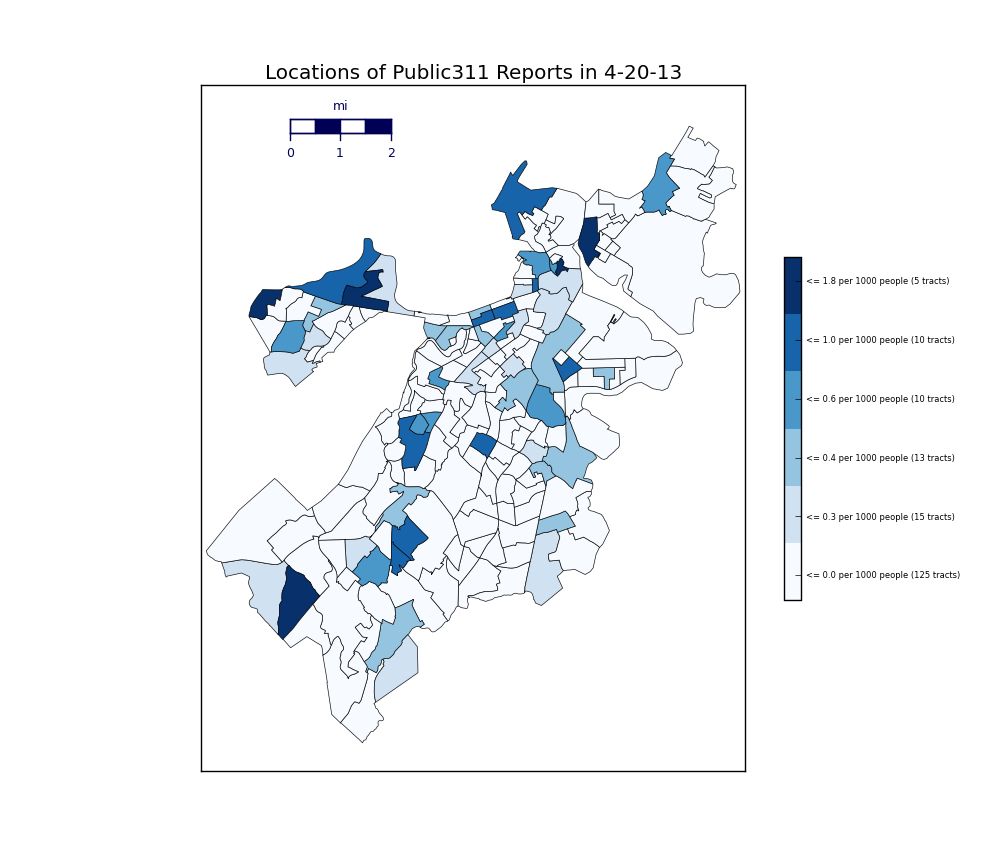 Locations of Public311 Reports in 4-20-13
mi
0 1 2
<= 1.8 per 1000 people (5 tracts)
<= 1.0 per 1000 people (10 tracts)
<= 0.6 per 1000 people (10 tracts)
<= 0.4 per 1000 people (13 tracts)
<= 0.3 per 1000 people (15 tracts)
<= 0.0 per 1000 people (125 tracts)